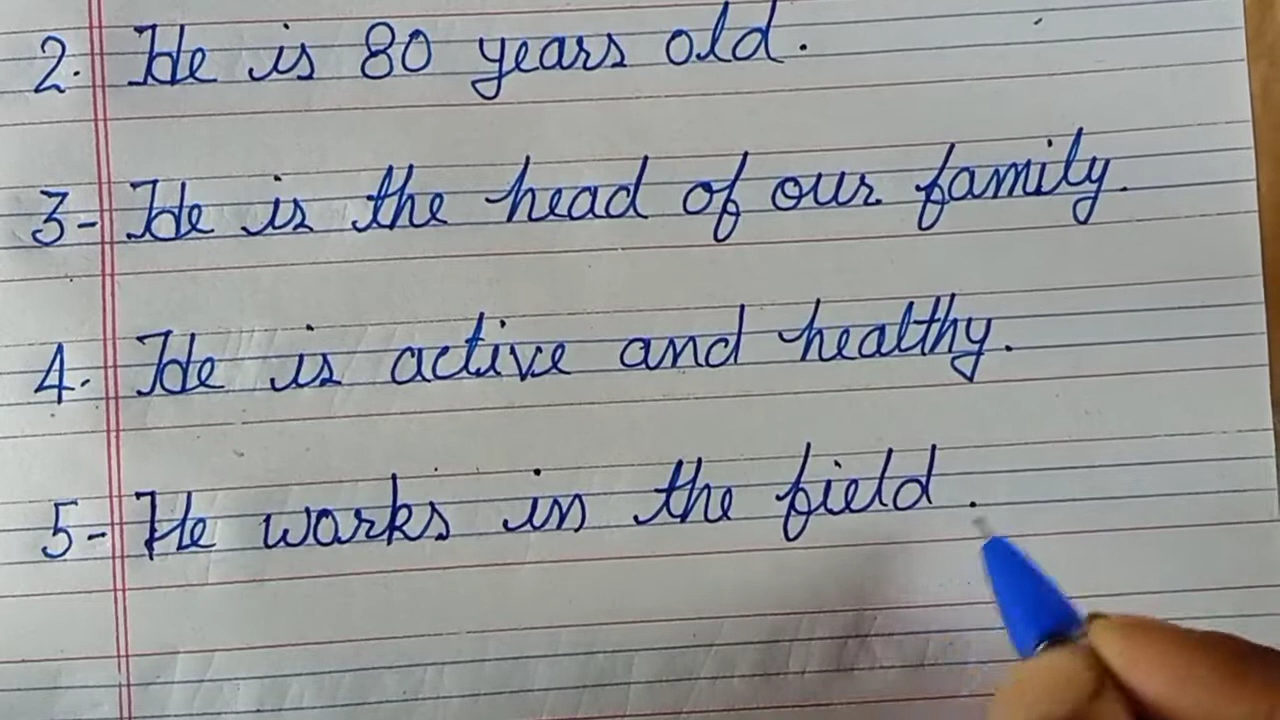 2. He is 80 years old.
3- He is the head of our family.
4. He is active and healthy.
5- He works in the field.